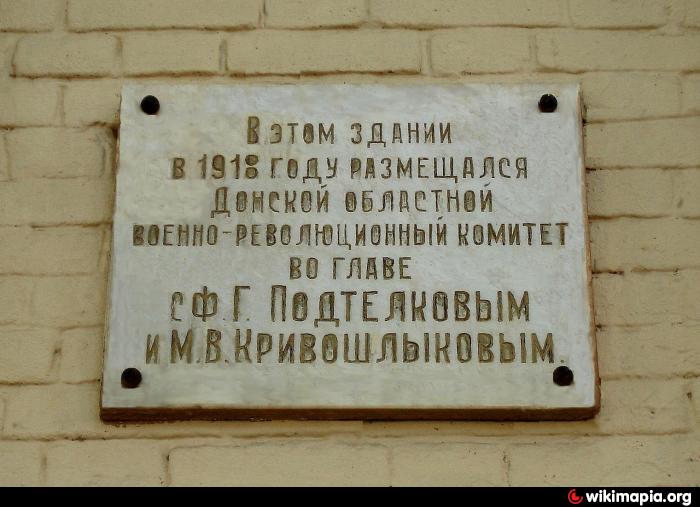 В ЭТОМ ЗДАНИИ
В 1918 ГОДУ РАЗМЕЩАЛСЯ
ДОНСКОЙ ОБЛАСТНОЙ
ВОЕННО-РЕВОЛЮЦИОННЫЙ КОМИТЕТ
ВО ГЛАВЕ
С Ф.Г. ПОДТЕЛКОВЫМ
И М.В. КРИВОШЛЫКОВЫМ.
wikimapia.org